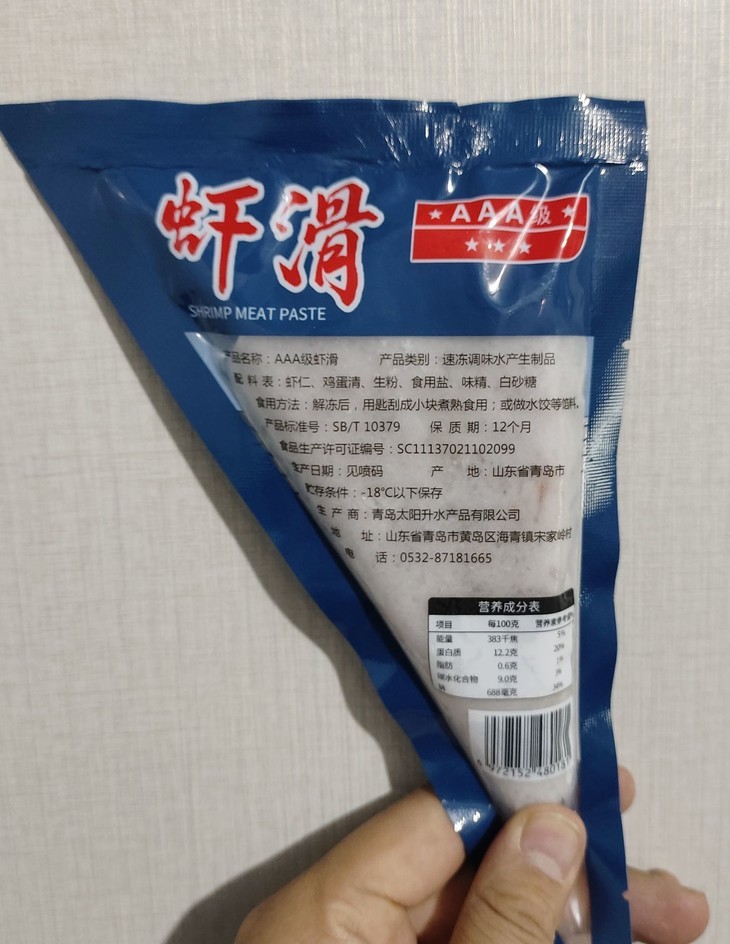 虾滑
SHRIMP MEAT PASTE
AAA级
产品名称：AAA级虾滑 产品类别：速冻调味水产生制品
配料表：虾仁、鸡蛋清、生粉、食用盐、味精、白砂糖
食用方法：解冻后，用匙刮成小块煮熟食用；或做水饺等馅料。
产品标准号：SB/T 10379 保质期：12个月
食品生产许可证编号：SC11137021102099
生产日期：见喷码 产地：山东省青岛市
贮存条件：-18℃以下保存
生产商：青岛太阳升水产品有限公司
地址：山东省青岛市黄岛区海青镇宋家岭村
电话：0532-87181665
营养成分表
项目 每100克 营养素参考值%
能量 383千焦 5%
蛋白质 12.2克 20%
脂肪 0.6克 1%
碳水化合物 9.0克 3%
钠 688毫克 34%